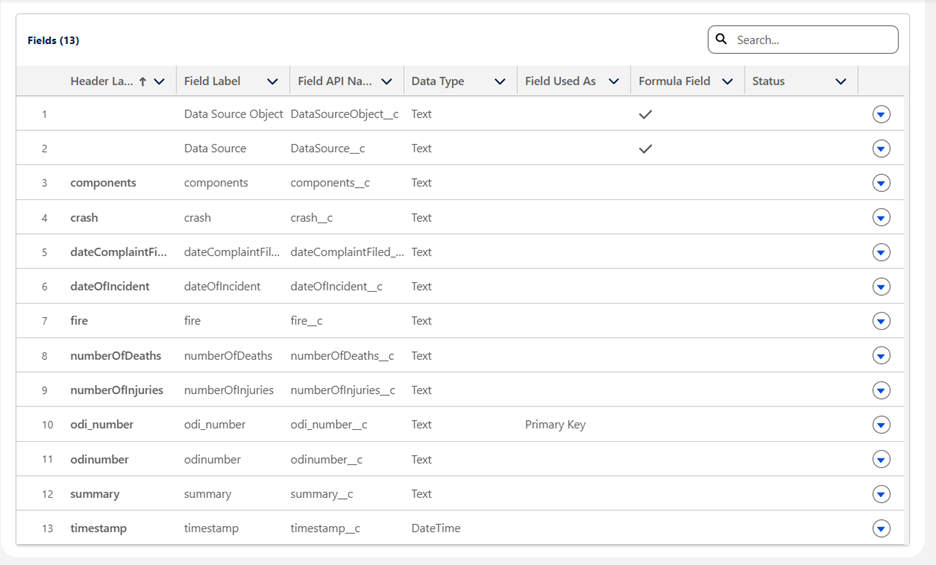 Fields (13)
Search...
Header La... Field Label Field API Na... Data Type Field Used As Formula Field Status
1 Data Source Object DataSourceObject__c Text
2 Data Source DataSource__c Text
3 components components components__c Text
4 crash crash crash__c Text
5 dateComplaintFi... dateComplaintFil... dateComplaintFiled_... Text
6 dateOfIncident dateOfIncident dateOfIncident__c Text
7 fire fire fire__c Text
8 numberOfDeaths numberOfDeaths numberOfDeaths__c Text
9 numberOfInjuries numberOfInjuries numberOfInjuries__c Text
10 odi_number odi_number odi_number__c Text Primary Key
11 odinumber odinumber odinumber__c Text
12 summary summary summary__c Text
13 timestamp timestamp timestamp__c DateTime